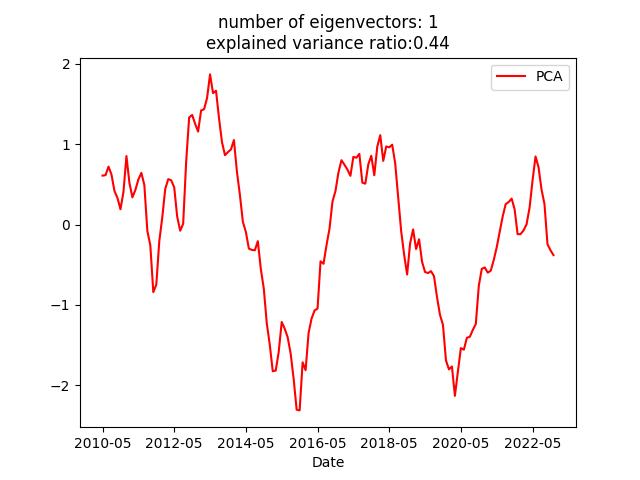 number of eigenvectors: 1
explained variance ratio:0.44
PCA
2
1
0
−1
−2
2010-05 2012-05 2014-05 2016-05 2018-05 2020-05 2022-05
Date